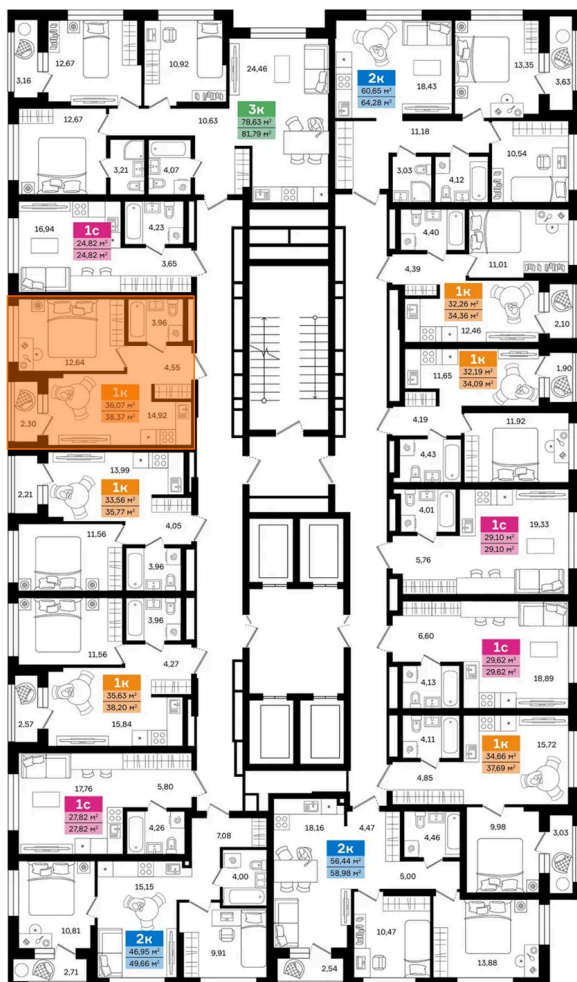 3,16
12,67
10,92
24,46
3к
78,63 м²
81,79 м²
12,67
10,63
3,21
4,07
2к
60,65 м²
64,28 м²
18,43
13,35
3,63
11,18
3,03
4,12
10,54
16,94
1с
24,82 м²
24,82 м²
4,23
3,65
4,40
4,39
11,01
1к
32,26 м²
34,36 м²
12,46
2,10
12,64
3,96
4,55
1к
36,07 м²
38,37 м²
14,92
2,30
11,65
1к
32,19 м²
34,09 м²
1,90
4,19
4,43
11,92
2,21
13,99
1к
33,56 м²
35,77 м²
4,05
11,56
3,96
4,01
1с
29,10 м²
29,10 м²
19,33
5,76
11,56
3,96
4,27
1к
35,63 м²
38,20 м²
2,57
15,84
6,60
1с
29,62 м²
29,62 м²
4,13
18,89
4,11
1к
34,66 м²
37,69 м²
15,72
4,85
17,76
5,80
1с
27,82 м²
27,82 м²
4,26
7,08
18,16
4,47
2к
56,44 м²
58,98 м²
4,46
5,00
9,98
3,03
15,15
4,00
10,81
2к
46,95 м²
49,66 м²
2,71
9,91
2,54
10,47
13,88